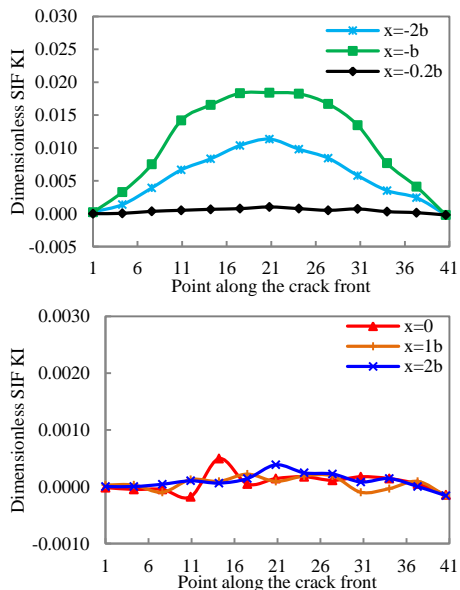 Dimensionless SIF KI
0.030
0.025
0.020
0.015
0.010
0.005
0.000
-0.005
x=-2b
x=-b
x=-0.2b
1 6 11 16 21 26 31 36 41
Point along the crack front
Dimensionless SIF KI
0.0030
0.0020
0.0010
0.0000
-0.0010
x=0
x=1b
x=2b
1 6 11 16 21 26 31 36 41
Point along the crack front